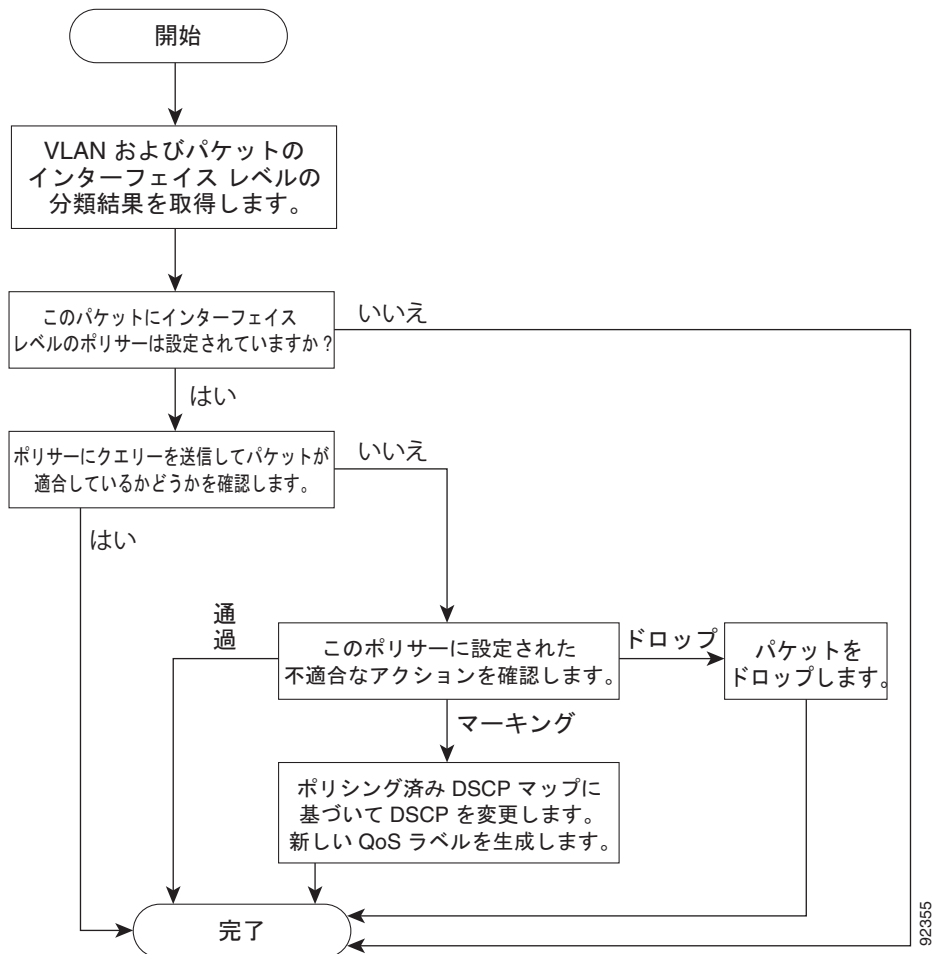 開始
VLAN およびパケットの
インターフェイス レベルの
分類結果を取得します。
このパケットにインターフェイス
レベルのポリサーは設定されていますか?
いいえ
はい
ポリサーにクエリーを送信してパケットが
適合しているかどうかを確認します。
いいえ
はい
通
過
このポリサーに設定された
不適合なアクションを確認します。
ドロップ
パケットを
ドロップします。
マーキング
ポリシング済み DSCP マップに
基づいて DSCP を変更します。
新しい QoS ラベルを生成します。
完了
92355